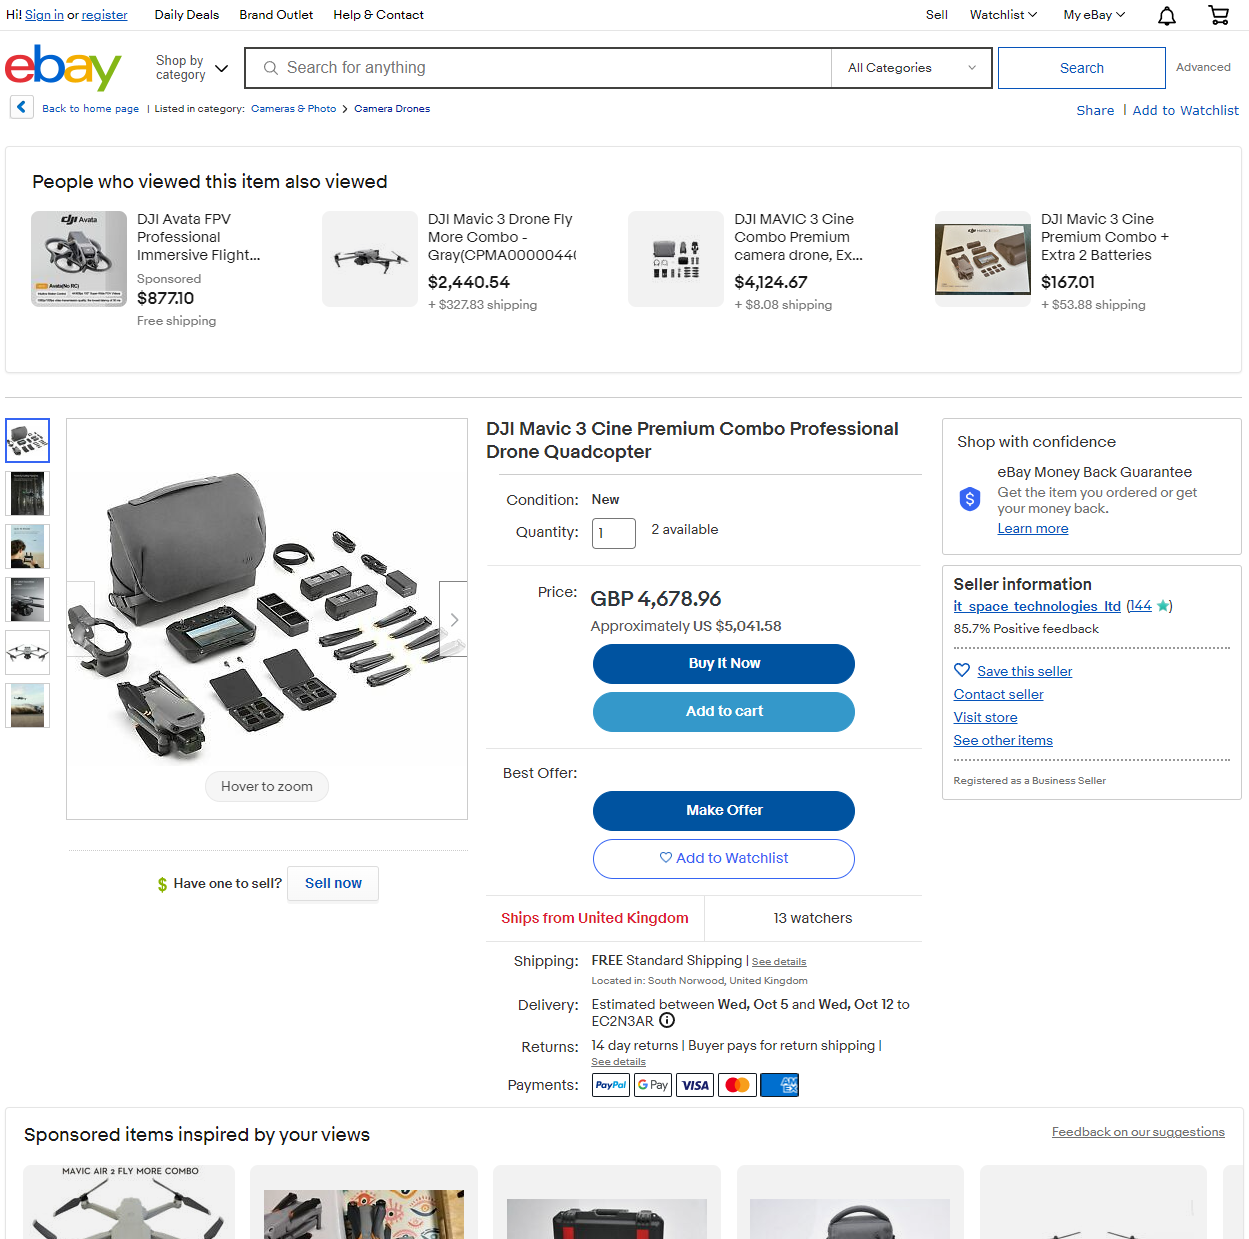 Hi! Sign in or register
Daily Deals
Brand Outlet
Help & Contact
Sell
Watchlist
My eBay
ebay
Shop by
category
Search for anything
All Categories
Search
Advanced
Back to home page | Listed in category: Cameras & Photo > Camera Drones
Share | Add to Watchlist
People who viewed this item also viewed
dji Avata
Avata(No RC)
DJI Avata FPV
Professional
Immersive Flight...
Sponsored
$877.10
Free shipping
DJI Mavic 3 Drone Fly
More Combo -
Gray(CPMA0000044(
$2,440.54
+ $327.83 shipping
DJI MAVIC 3 Cine
Combo Premium
camera drone, Ex...
$4,124.67
+ $8.08 shipping
DJI Mavic 3 Cine
Premium Combo +
Extra 2 Batteries
$167.01
+ $53.88 shipping
DJI Mavic 3 Cine Premium Combo Professional
Drone Quadcopter
Condition: New
Quantity: 1 2 available
Price: GBP 4,678.96
Approximately US $5,041.58
Buy It Now
Add to cart
Best Offer:
Make Offer
Add to Watchlist
Hover to zoom
$ Have one to sell? Sell now
Ships from United Kingdom
13 watchers
Shipping: FREE Standard Shipping | See details
Located in: South Norwood, United Kingdom
Delivery: Estimated between Wed, Oct 5 and Wed, Oct 12 to
EC2N3AR
Returns: 14 day returns | Buyer pays for return shipping |
See details
Payments: PayPal G Pay VISA AMEX
Shop with confidence
eBay Money Back Guarantee
Get the item you ordered or get
your money back.
Learn more
Seller information
it_space_technologies_ltd (144)
85.7% Positive feedback
Save this seller
Contact seller
Visit store
See other items
Registered as a Business Seller
Sponsored items inspired by your views
Feedback on our suggestions
MAVIC AIR 2 FLY MORE COMBO